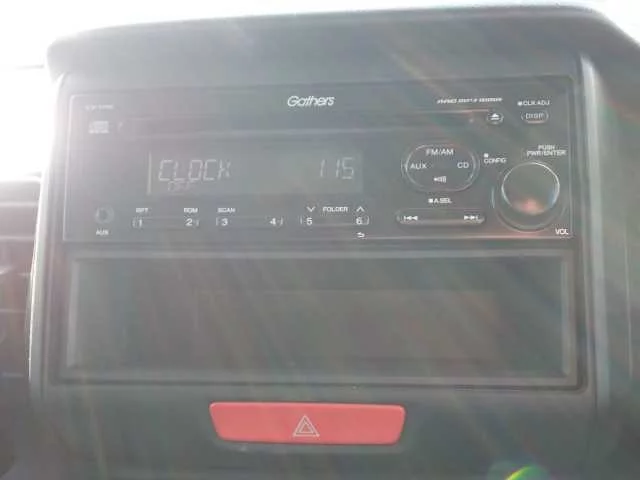 Gathers
CLK ADJ
DISP
FM/AM
AUX CD
CONFIG
PUSH
PWR/ENTER
CLOCK 1 15
OFF
A.SEL
RPT RDM SCAN FOLDER
1 2 3 4 5 6
AUX
VOL